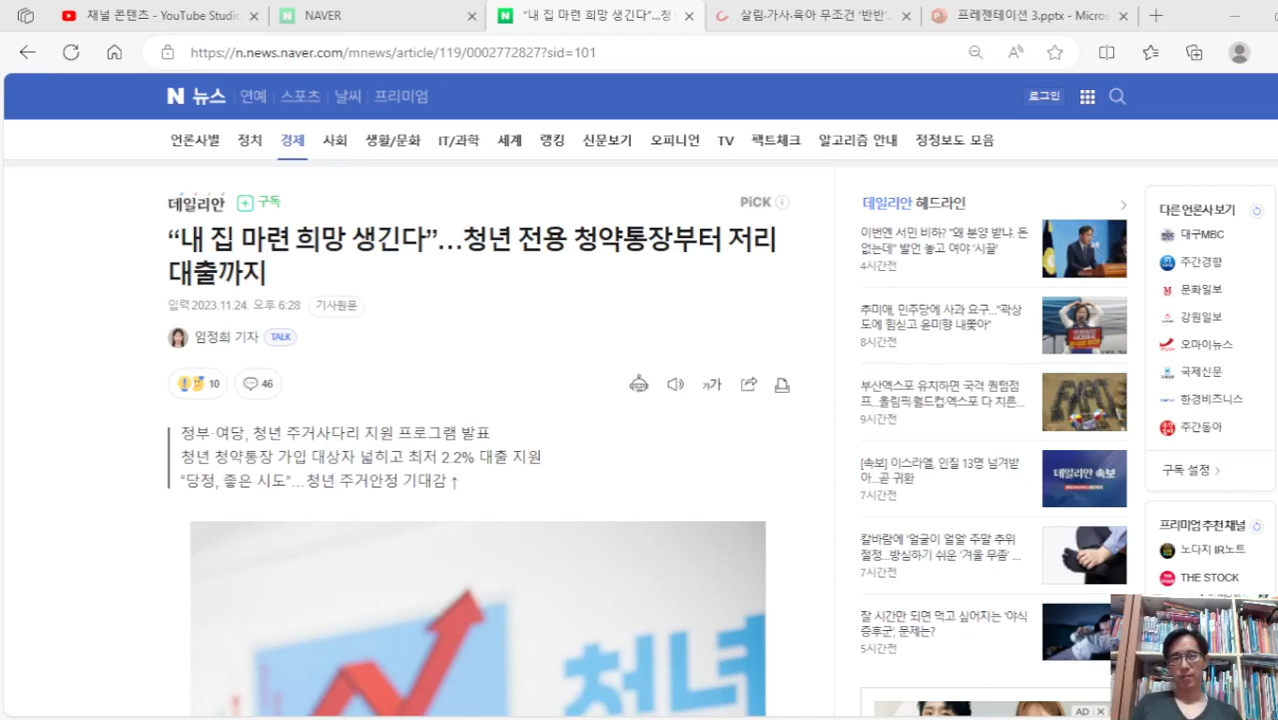 채널 콘텐츠 - YouTube Studio
NAVER
"내 집 마련 희망 생긴다"...청
살림·가사·육아 무조건 '반반'
프레젠테이션 3.pptx - Micros
https://n.news.naver.com/mnews/article/119/0002772827?sid=101
N 뉴스 연예 스포츠 날씨 프리미엄
로그인
언론사별 정치 경제 사회 생활/문화 IT/과학 세계 랭킹 신문보기 오피니언 TV 팩트체크 알고리즘 안내 정정보도 모음
데일리안 구독
PiCK
“내 집 마련 희망 생긴다”…청년 전용 청약통장부터 저리
대출까지
입력 2023.11.24. 오후 6:28 기사원문
임정희 기자 TALK
10 46
가가
정부·여당, 청년 주거사다리 지원 프로그램 발표
청년 청약통장 가입 대상자 넓히고 최저 2.2% 대출 지원
“당정, 좋은 시도”…청년 주거안정 기대감↑
청년
데일리안 헤드라인
이번엔 서민 비하? "왜 분양 받냐. 돈
없는데" 발언 놓고 여야 '시끌'
4시간전
추미애, 민주당에 사과 요구…"곽상
도에 힘싣고 윤미향 내쫓아"
8시간전
부산엑스포 유치하면 국격 퀀텀점
프…올림픽·월드컵·엑스포 다 치른…
9시간전
[속보] 이스라엘, 인질 13명 넘겨받
아…곧 귀환
7시간전
데일리안 속보
칼바람에 '얼굴이 얼얼' 주말 추위
절정…방심하기 쉬운 '겨울 무좀' …
7시간전
잘 시간만 되면 먹고 싶어지는 '야식
증후군', 문제는?
5시간전
AD
다른 언론사 보기
대구MBC
주간경향
문화일보
강원일보
오마이뉴스
국제신문
한경비즈니스
주간동아
구독 설정
프리미엄 추천 채널
노다지 IR노트
THE STOCK